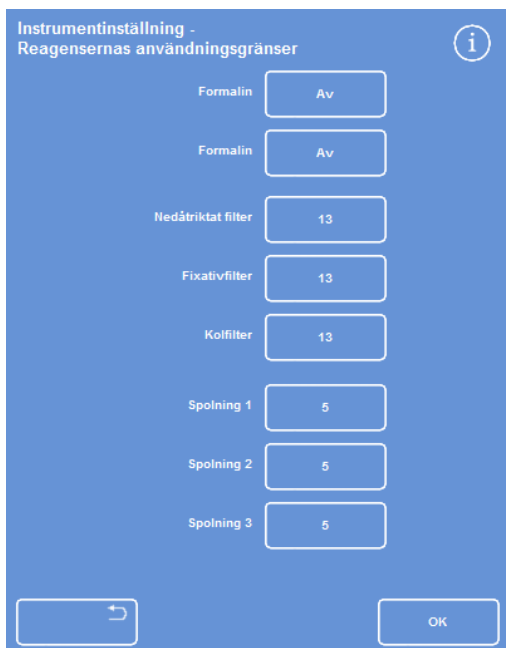 Instrumentinställning -
Reagensernas användningsgränser
i
Formalin Av
Formalin Av
Nedåtriktat filter 13
Fixativfilter 13
Kolfilter 13
Spolning 1 5
Spolning 2 5
Spolning 3 5
OK